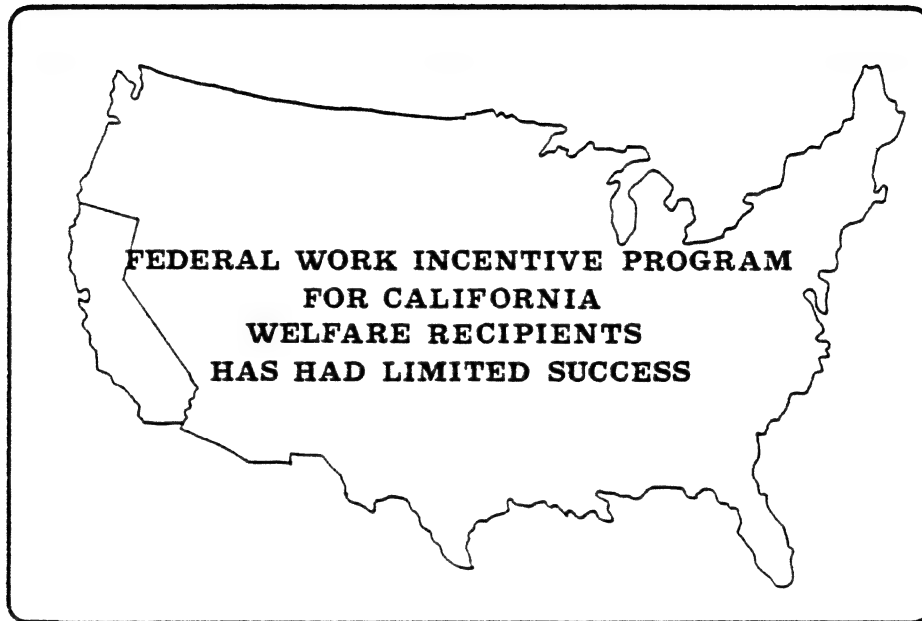 FEDERAL WORK INCENTIVE PROGRAM
FOR CALIFORNIA
WELFARE RECIPIENTS
HAS HAD LIMITED SUCCESS